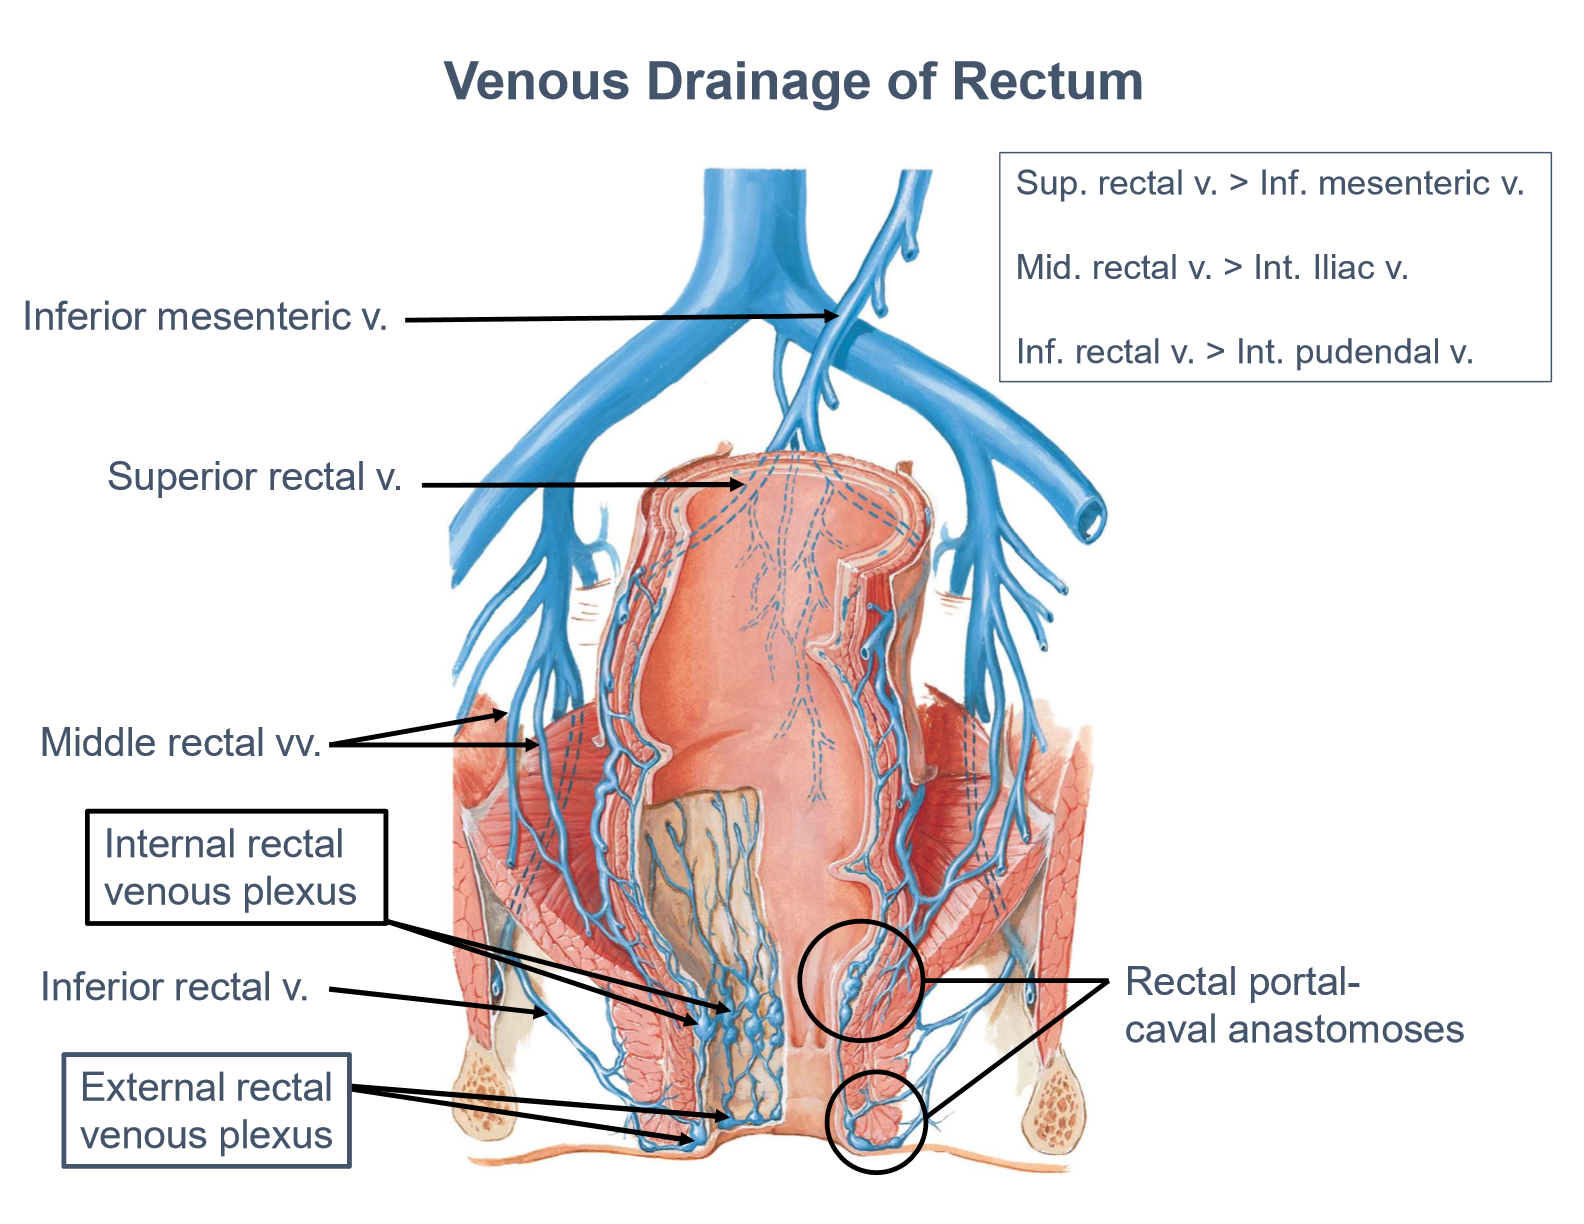 Venous Drainage of Rectum
Sup. rectal v. > Inf. mesenteric v.
Mid. rectal v. > Int. Iliac v.
Inf. rectal v. > Int. pudendal v.
Inferior mesenteric v.
Superior rectal v.
Middle rectal vv.
Internal rectal
venous plexus
Inferior rectal v.
External rectal
venous plexus
Rectal portal-
caval anastomoses